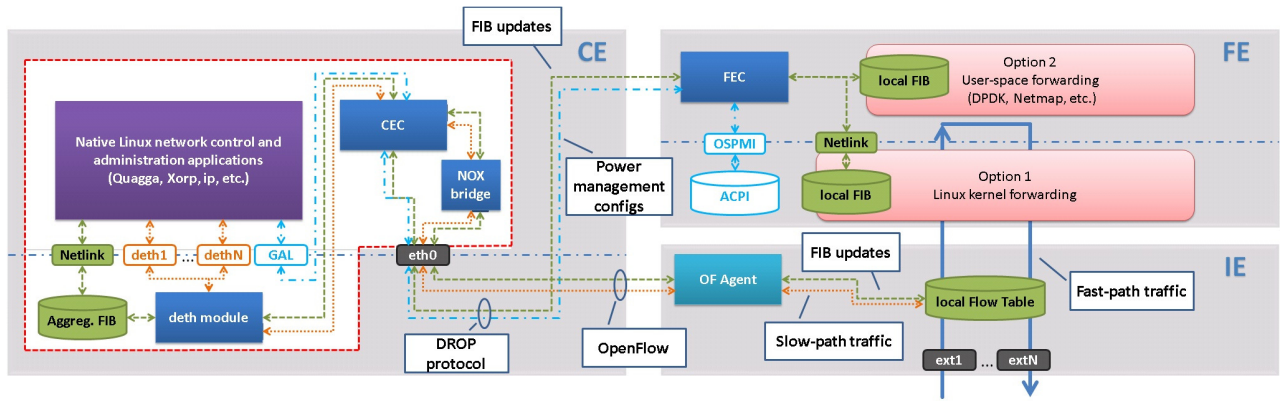 FIB updates
CE
Native Linux network control and
administration applications
(Quagga, Xorp, ip, etc.)
CEC
NOX
bridge
Netlink
deth1
...
dethN
GAL
eth0
Aggreg. FIB
deth module
DROP
protocol
OpenFlow
Power
management
configs
FE
FEC
local FIB
Option 2
User-space forwarding
(DPDK, Netmap, etc.)
OSPMI
Netlink
ACPI
local FIB
Option 1
Linux kernel forwarding
IE
OF Agent
FIB updates
Slow-path traffic
local Flow Table
Fast-path traffic
ext1
...
extN